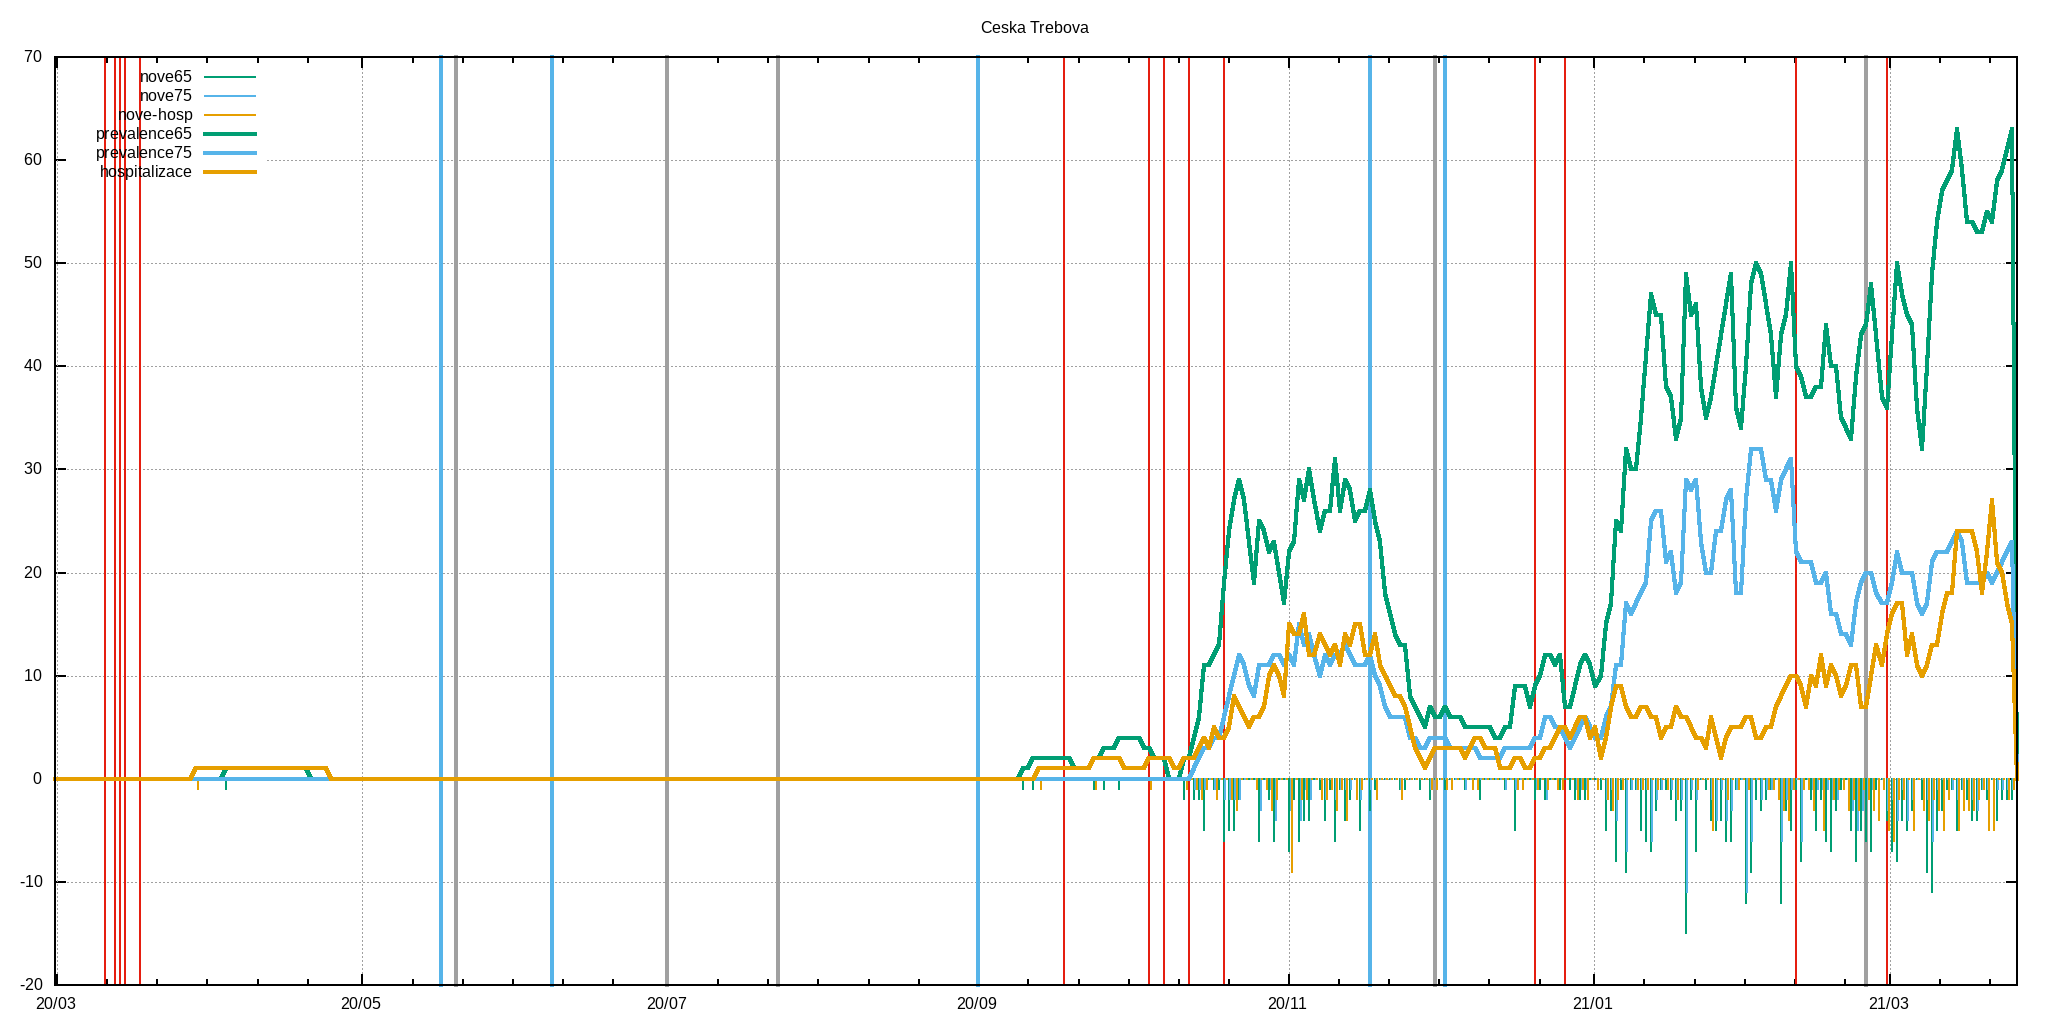 Ceska Trebova
70
60
50
40
30
20
10
0
-10
-20
nove65
nove75
nove-hosp
prevalence65
prevalence75
hospitalizace
20/03 20/05 20/07 20/09 20/11 21/01 21/03